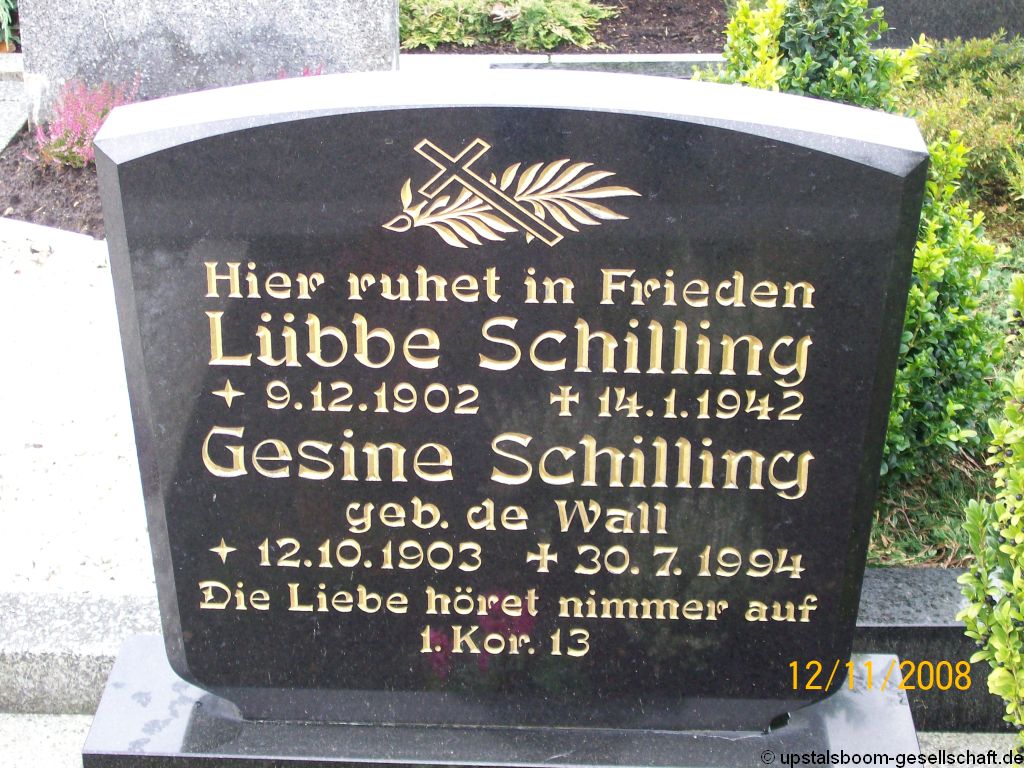 Hier ruhet in Frieden
Lübbe Schilling
✦ 9.12.1902 ✝ 14.1.1942
Gesine Schilling
geb. de Wall
✦ 12.10.1903 ✝ 30.7.1994
Die Liebe höret nimmer auf
1. Kor. 13
12/11/2008
© upstalsboom-gesellschaft.de